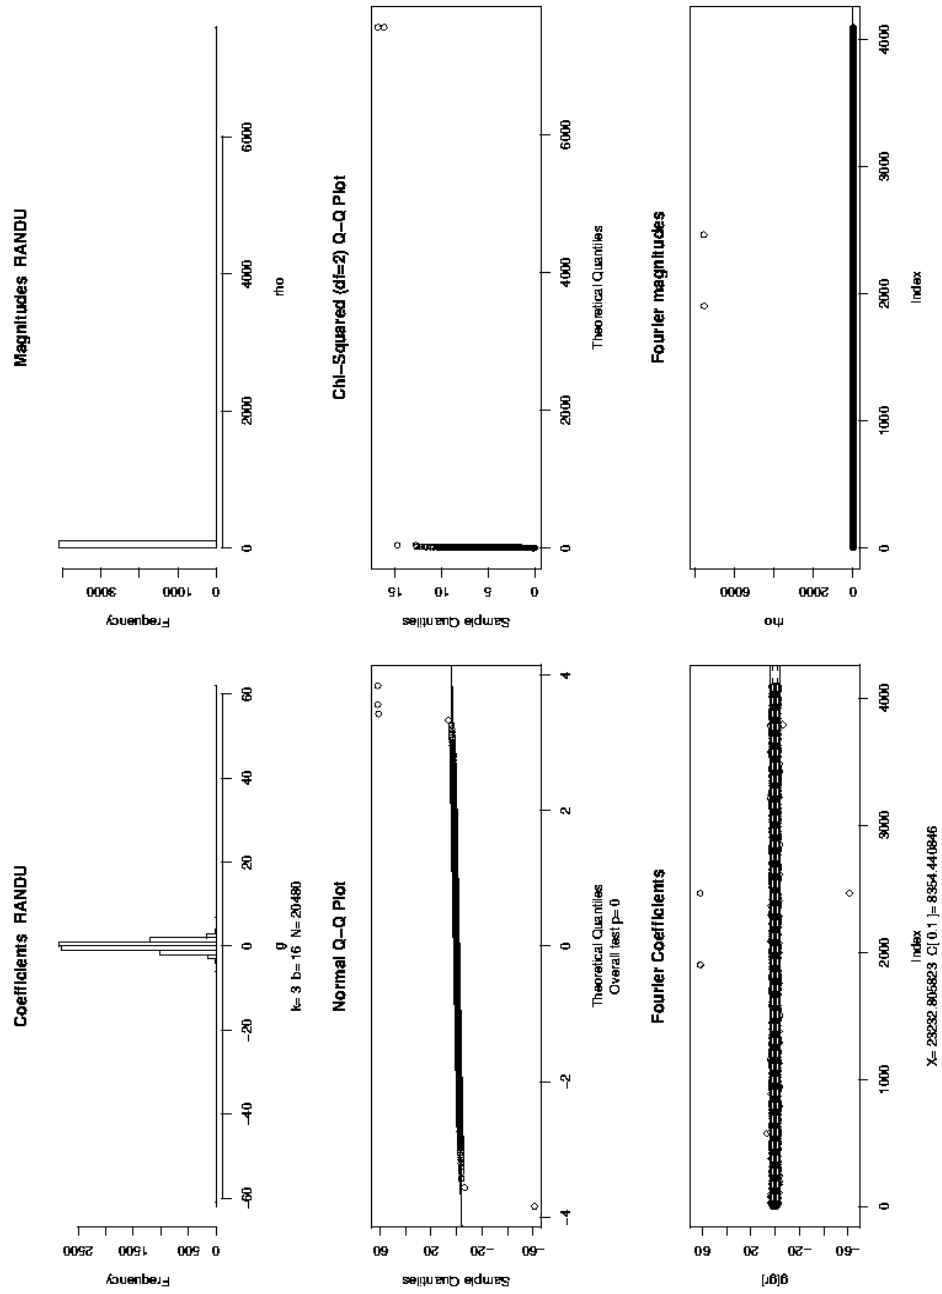 Coefficients RANDU
Frequency
0 500 1500 2500
-60 -40 -20 0 20 40 60
g
k= 3 b= 16 N= 20480
Magnitudes RANDU
Frequency
0 1000 3000
0 2000 4000 6000
rho
Normal Q-Q Plot
Sample Quantiles
-60 -20 20 60
-4 -2 0 2 4
Theoretical Quantiles
Overall test p= 0
Chi-Squared (df=2) Q-Q Plot
Sample Quantiles
0 5 10 15
0 2000 4000 6000
Theoretical Quantiles
Fourier Coefficients
g[gr]
-60 -20 20 60
0 1000 2000 3000 4000
Index
X= 23232.805823 C[ 0.1 ]= 8354.440846
Fourier magnitudes
rho
0 2000 6000
0 1000 2000 3000 4000
Index